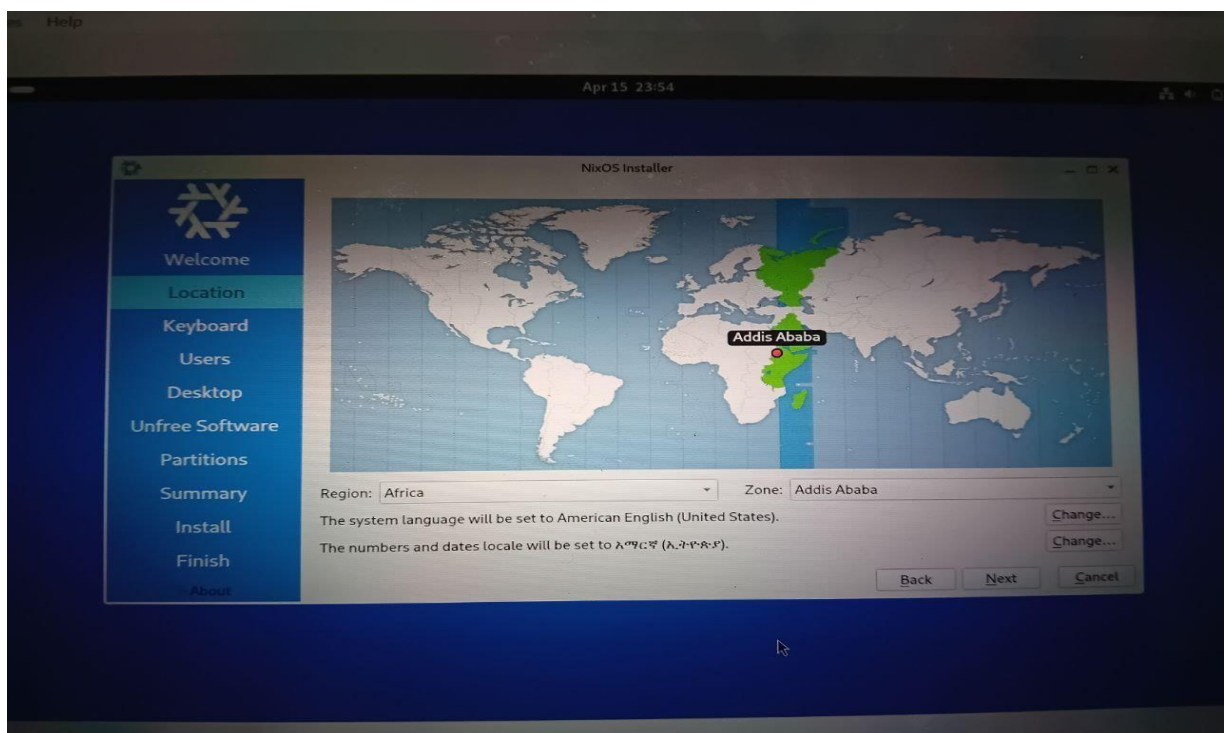 Help
Apr 15 23:54
NixOS Installer
Welcome
Location
Keyboard
Users
Desktop
Unfree Software
Partitions
Summary
Install
Finish
About
Addis Ababa
Region: Africa Zone: Addis Ababa
The system language will be set to American English (United States). Change...
The numbers and dates locale will be set to አማርኛ (ኢትዮጵያ). Change...
Back Next Cancel